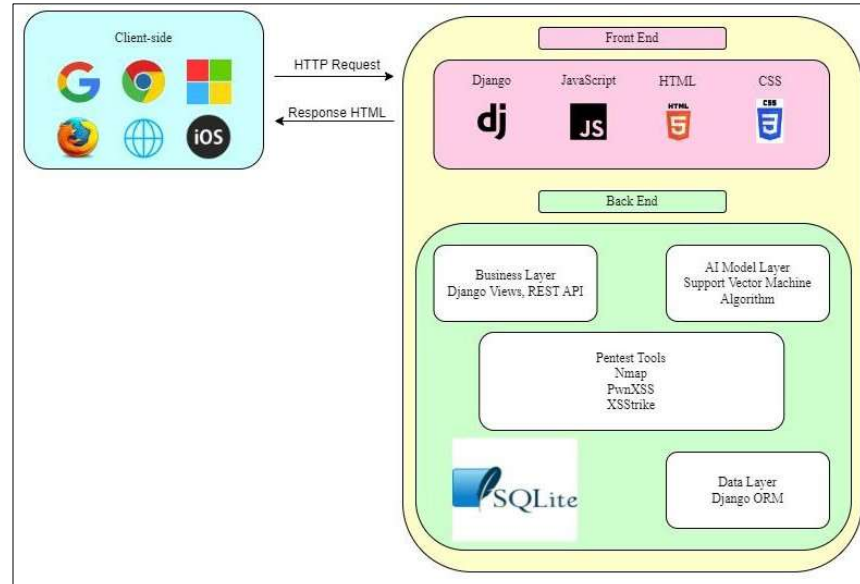 Client-side
iOS
HTTP Request
Response HTML
Front End
Django
JavaScript
HTML
CSS
dj
JS
HTML
5
CSS
3
Back End
Business Layer
Django Views, REST API
AI Model Layer
Support Vector Machine
Algorithm
Pentest Tools
Nmap
PwnXSS
XSStrike
SQLite
Data Layer
Django ORM